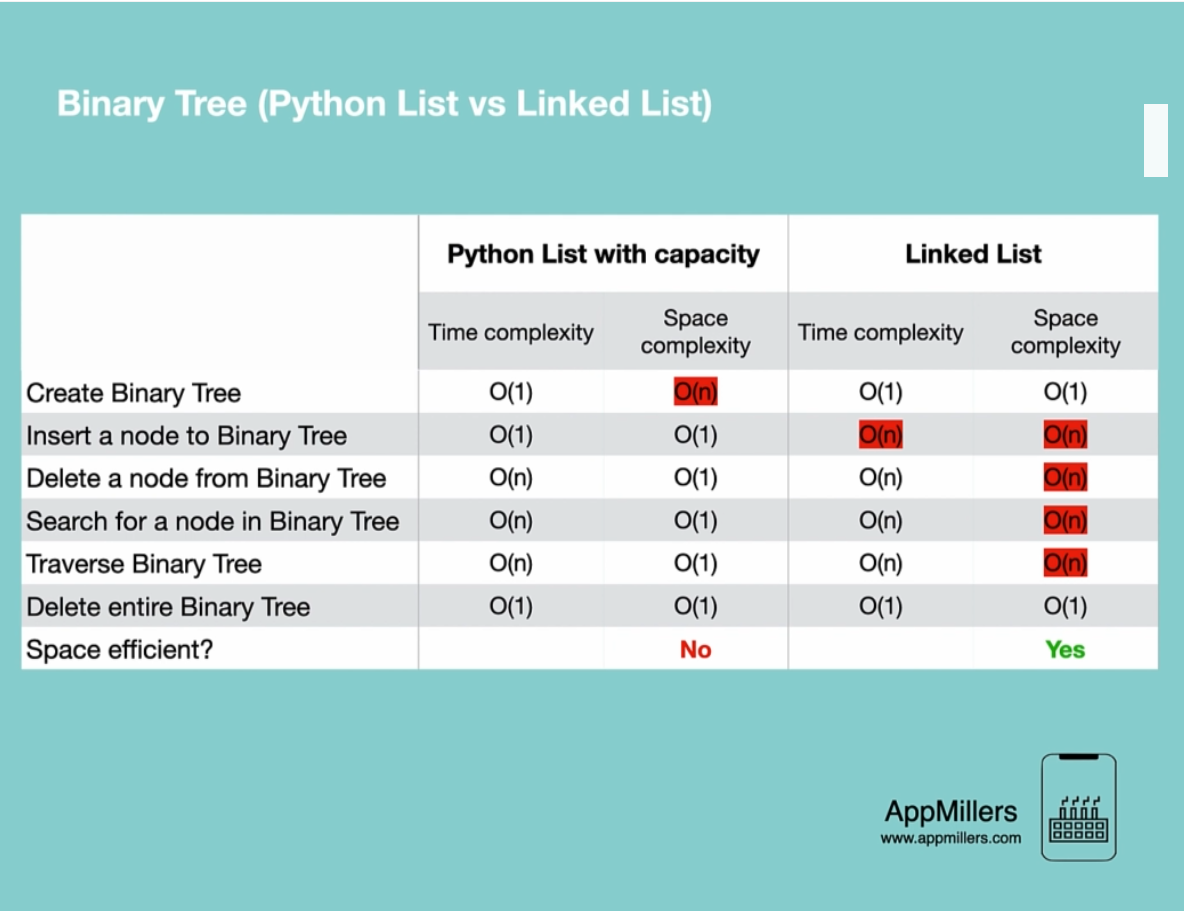 Binary Tree (Python List vs Linked List)
Python List with capacity Linked List
Time complexity Space complexity Time complexity Space complexity
Create Binary Tree O(1) O(n) O(1) O(1)
Insert a node to Binary Tree O(1) O(1) O(n) O(n)
Delete a node from Binary Tree O(n) O(1) O(n) O(n)
Search for a node in Binary Tree O(n) O(1) O(n) O(n)
Traverse Binary Tree O(n) O(1) O(n) O(n)
Delete entire Binary Tree O(1) O(1) O(1) O(1)
Space efficient? No Yes
AppMillers
www.appmillers.com